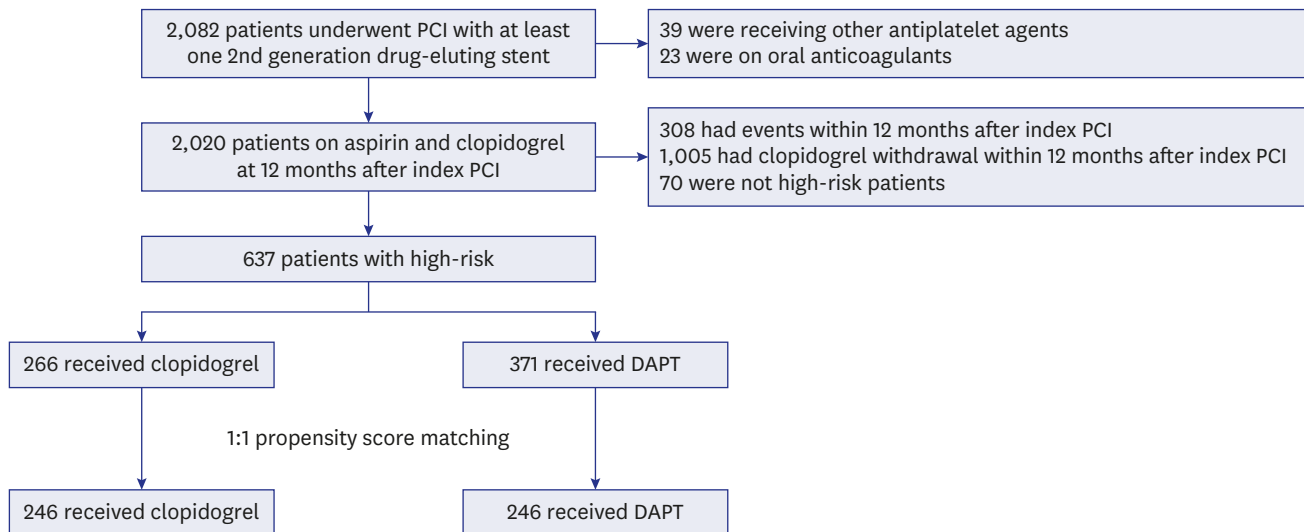 2,082 patients underwent PCI with at least
one 2nd generation drug-eluting stent
39 were receiving other antiplatelet agents
23 were on oral anticoagulants
2,020 patients on aspirin and clopidogrel
at 12 months after index PCI
308 had events within 12 months after index PCI
1,005 had clopidogrel withdrawal within 12 months after index PCI
70 were not high-risk patients
637 patients with high-risk
266 received clopidogrel
371 received DAPT
1:1 propensity score matching
246 received clopidogrel
246 received DAPT